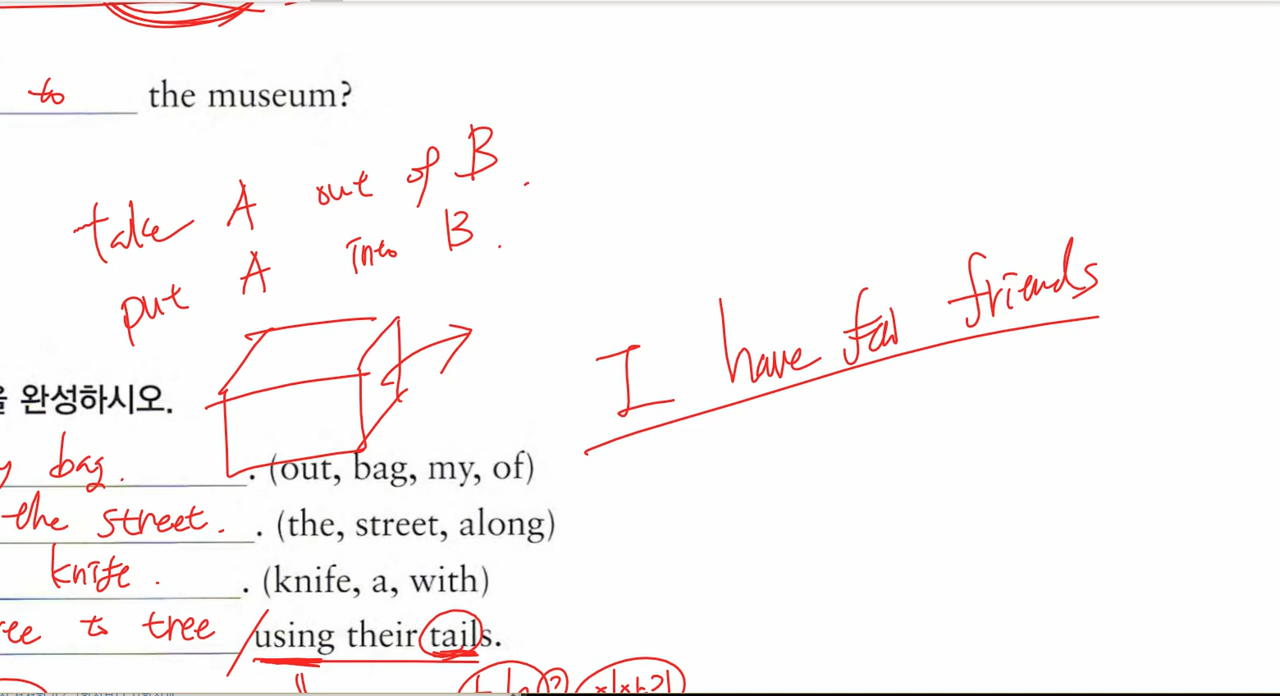 to the museum?
take A out of B.
put A into B.
I have few friends
을 완성하시오.
bag. . (out, bag, my, of)
the street. . (the, street, along)
knife. . (knife, a, with)
to tree / using their tails.